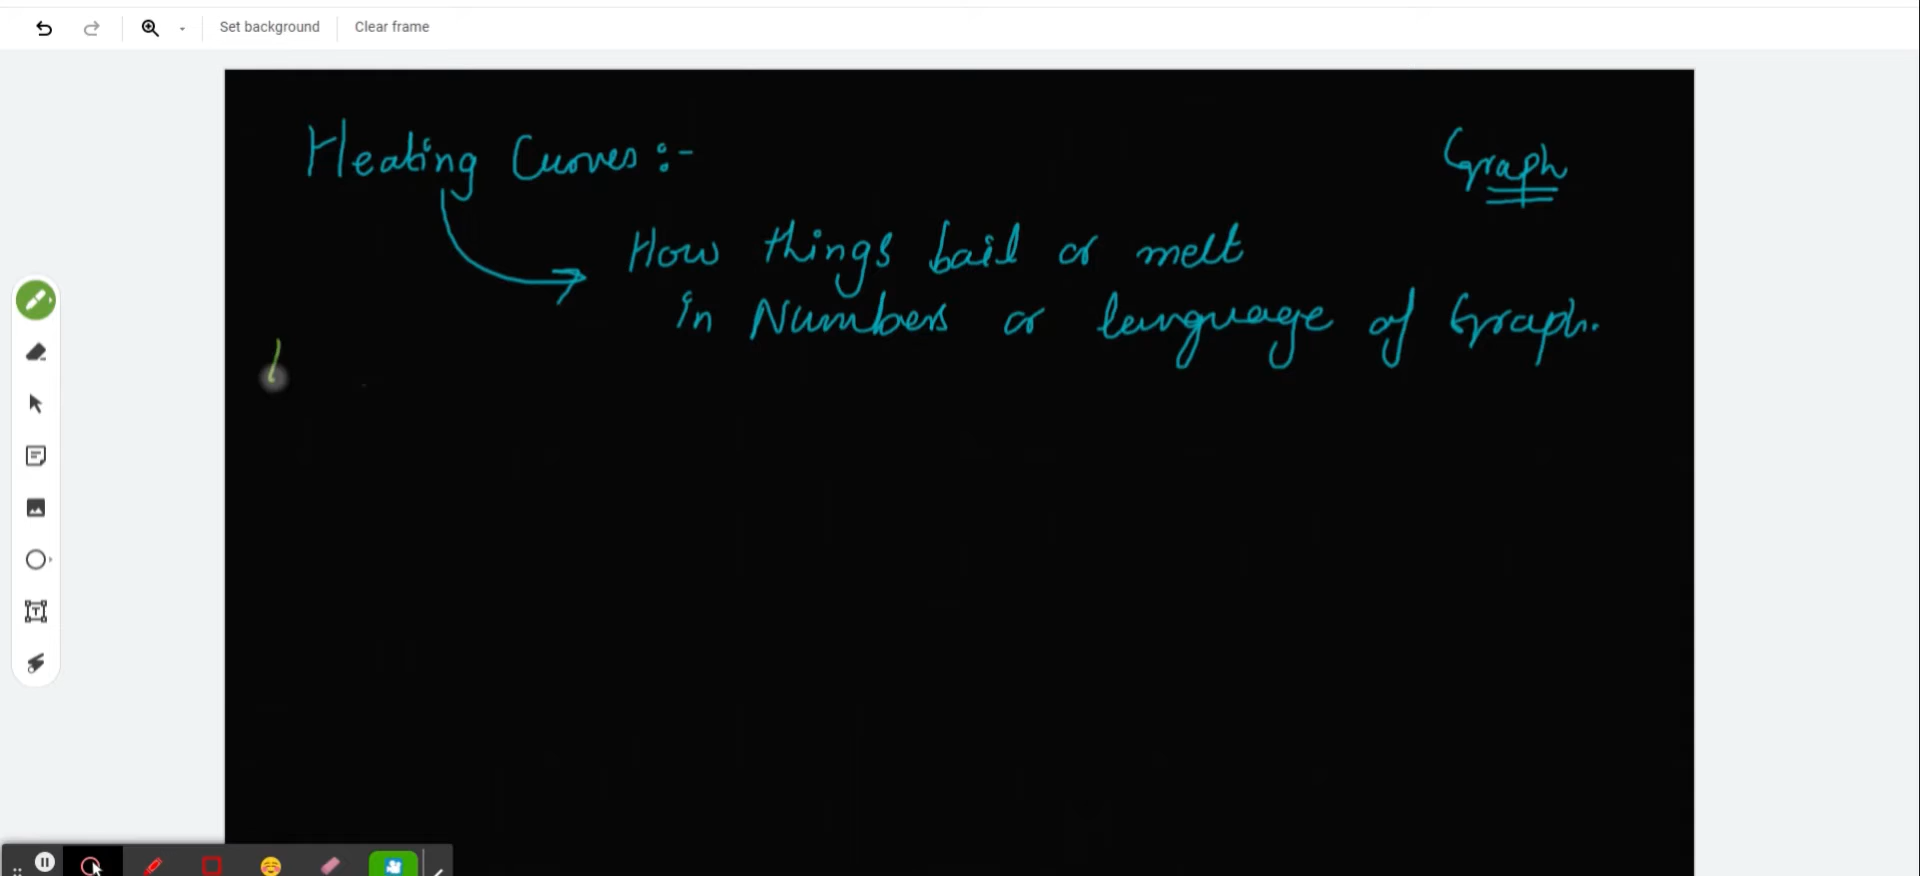 Set background
Clear frame
Heating Curves :-
Graph
How things bail or melt
in Numbers or language of Graph.